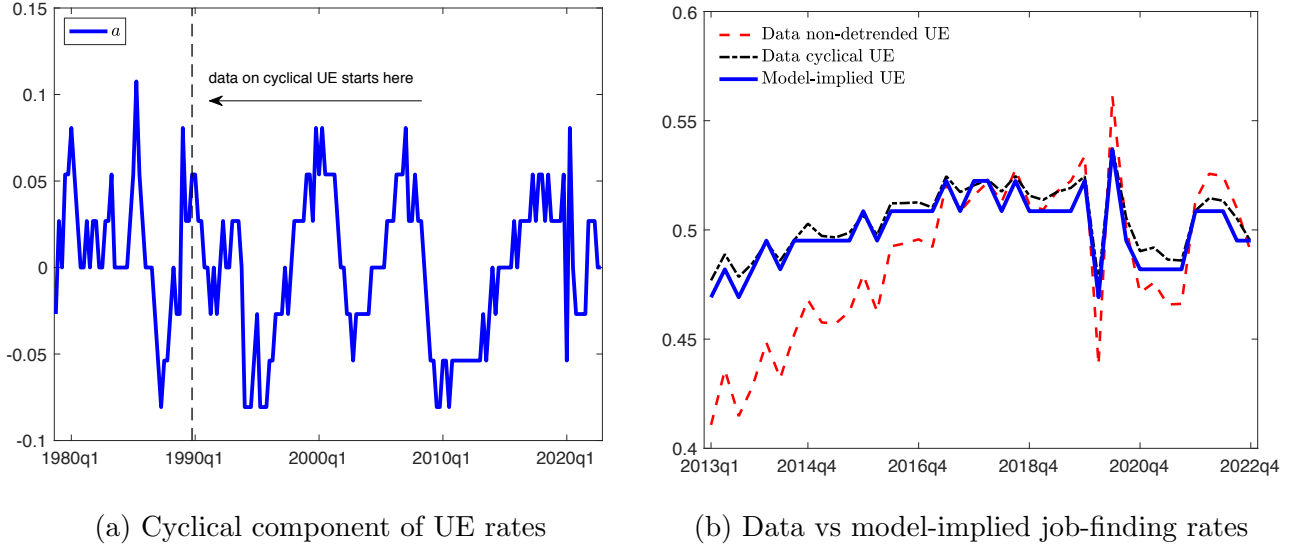 0.15
0.1
0.05
0
-0.05
-0.1
a
data on cyclical UE starts here
1980q1 1990q1 2000q1 2010q1 2020q1
(a) Cyclical component of UE rates
0.6
0.55
0.5
0.45
0.4
Data non-detrended UE
Data cyclical UE
Model-implied UE
2013q1 2014q4 2016q4 2018q4 2020q4 2022q4
(b) Data vs model-implied job-finding rates